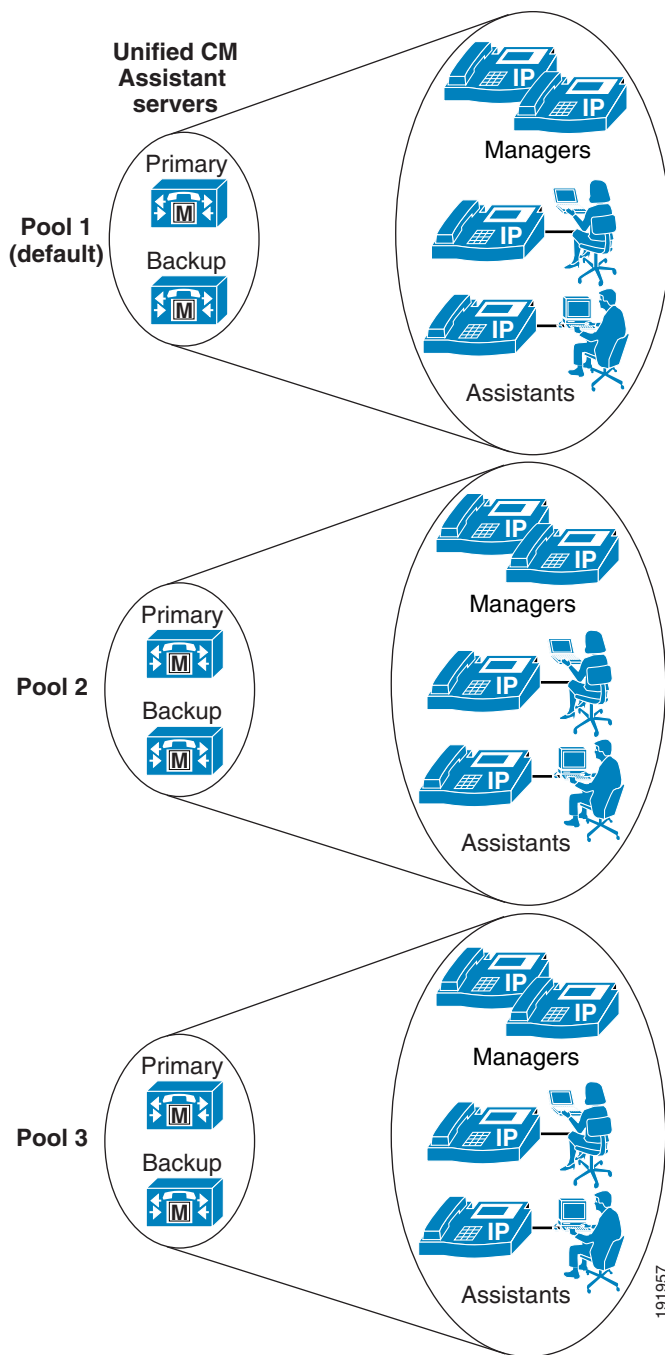 Unified CM
Assistant
servers
Pool 1
(default)
Primary
M
Backup
M
IP
IP
Managers
IP
IP
Assistants
Pool 2
Primary
M
Backup
M
IP
IP
Managers
IP
IP
Assistants
Pool 3
Primary
M
Backup
M
IP
IP
Managers
IP
IP
Assistants
191957